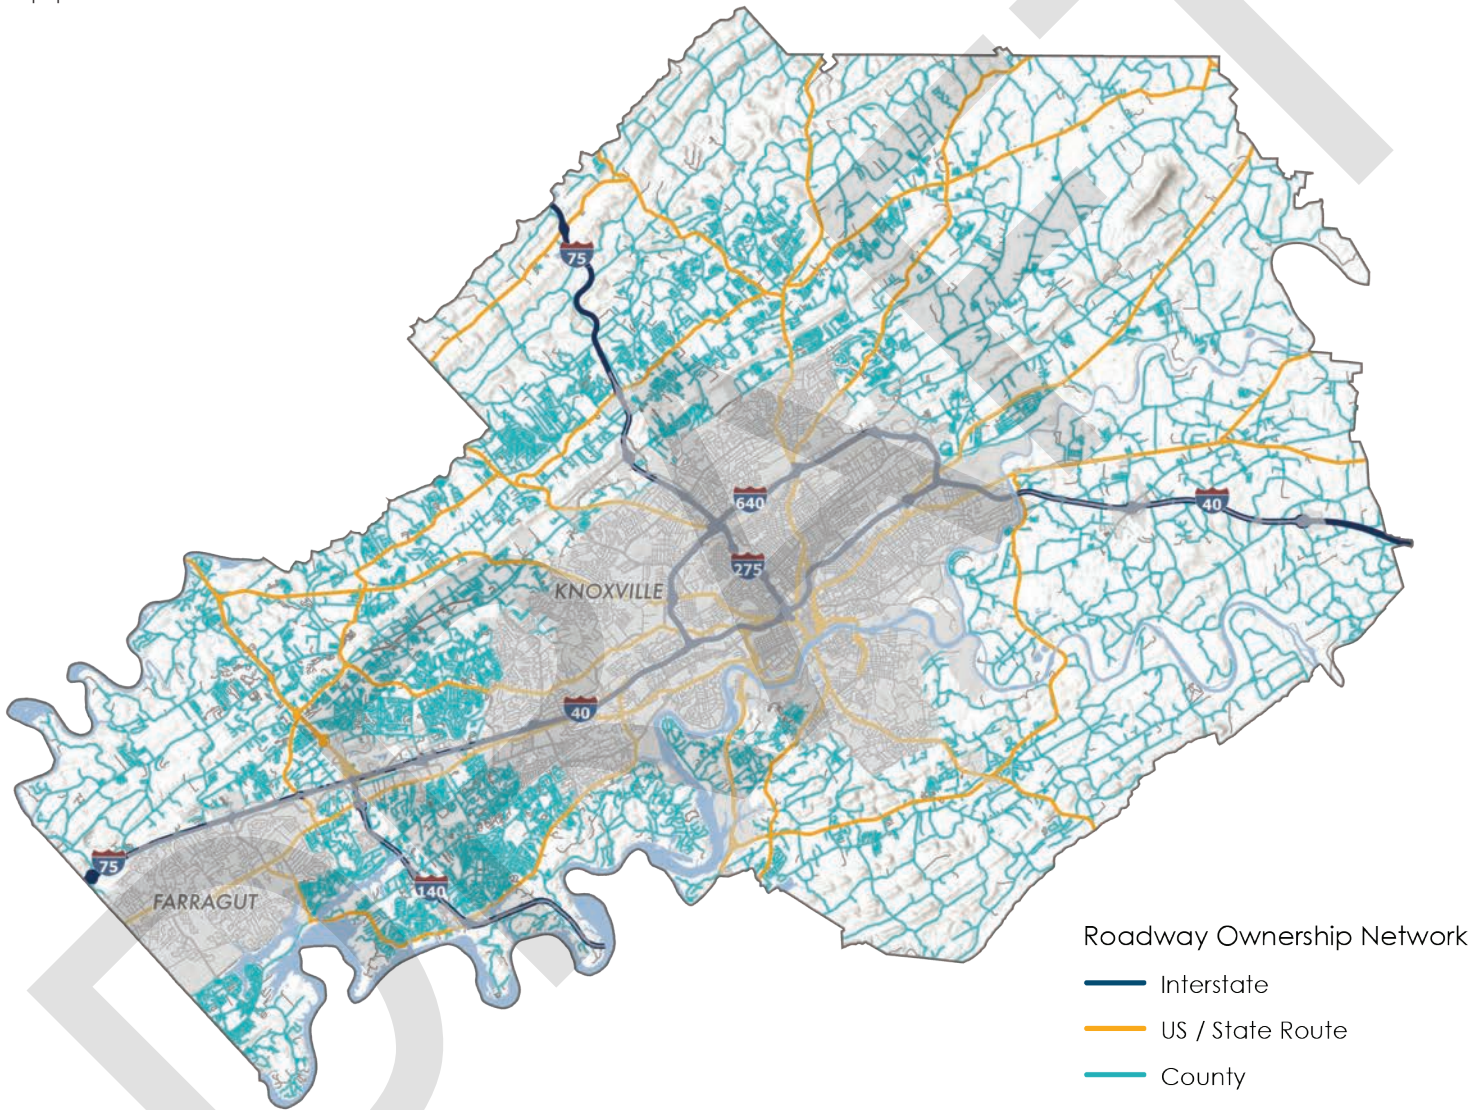 75
640
40
275
KNOXVILLE
40
75
140
FARRAGUT
Roadway Ownership Network
Interstate
US / State Route
County